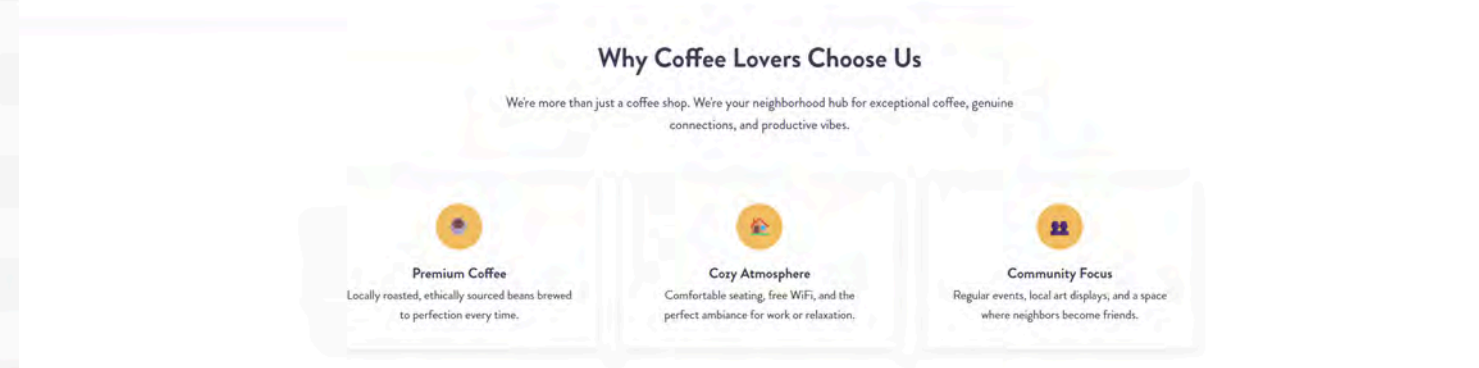 Why Coffee Lovers Choose Us
We're more than just a coffee shop. We're your neighborhood hub for exceptional coffee, genuine
connections, and productive vibes.
Premium Coffee
Locally roasted, ethically sourced beans brewed
to perfection every time.
Cozy Atmosphere
Comfortable seating, free WiFi, and the
perfect ambiance for work or relaxation.
Community Focus
Regular events, local art displays, and a space
where neighbors become friends.